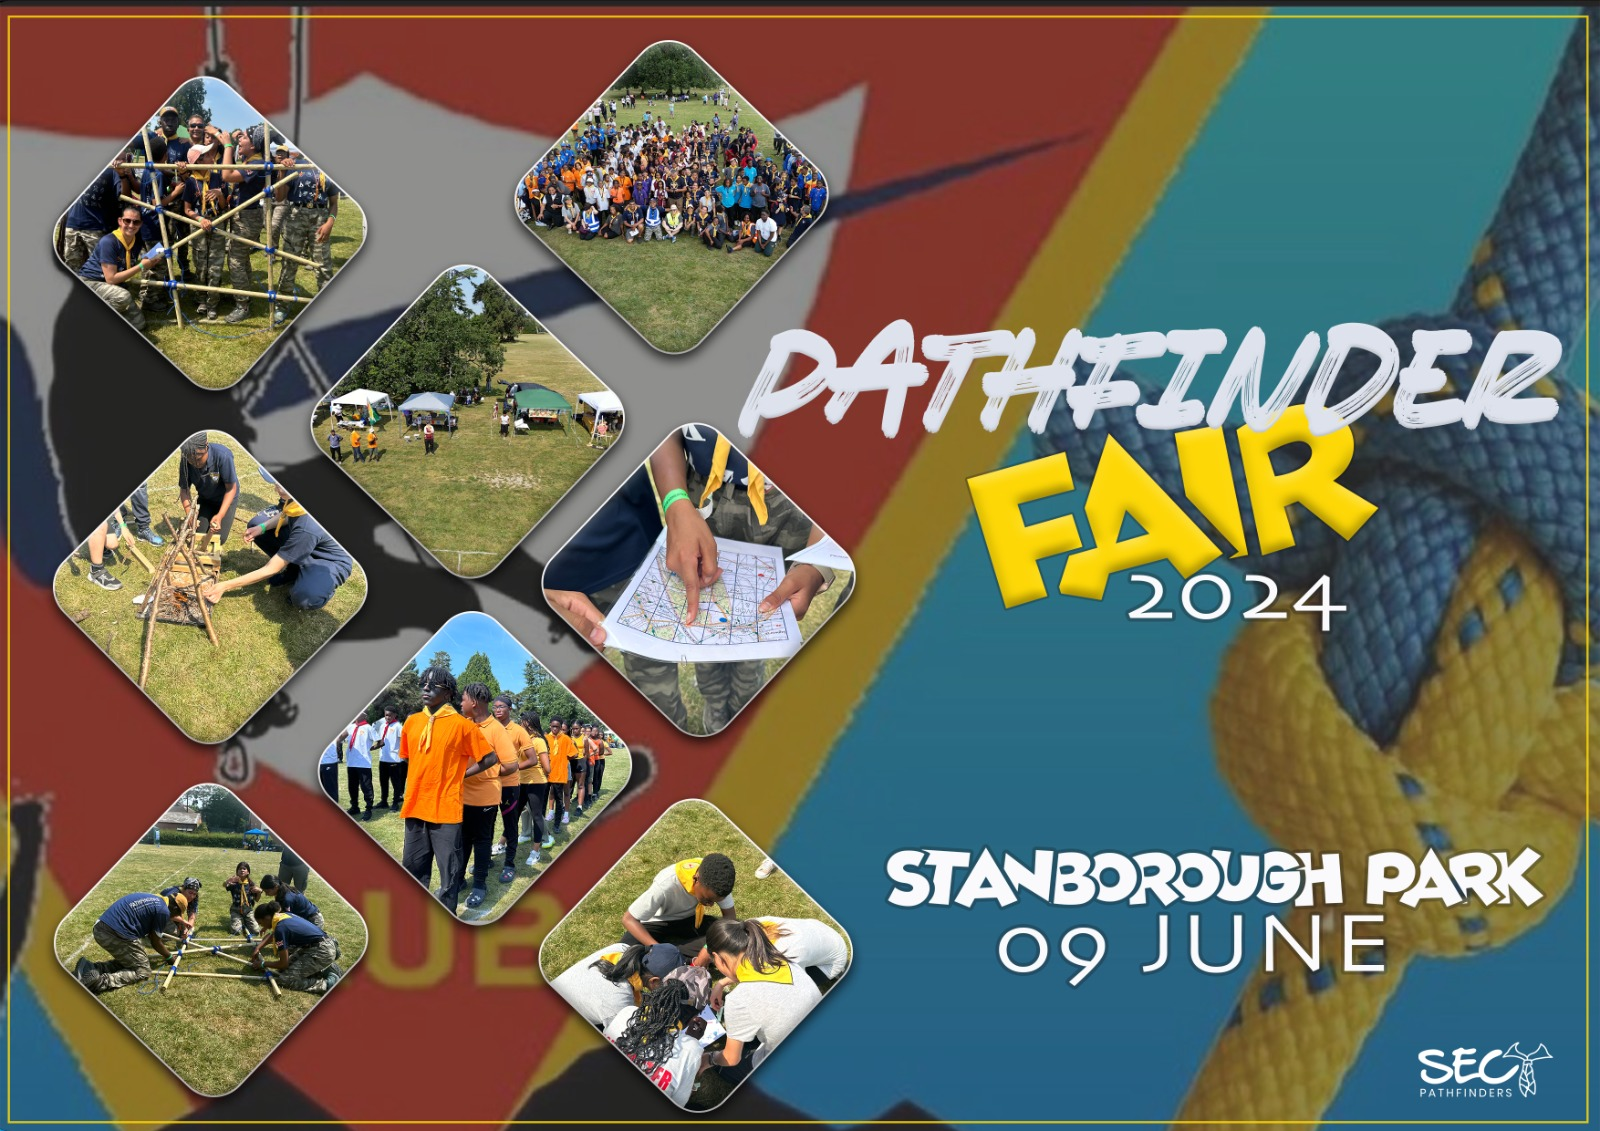 PATHFINDER
FAIR
2024
STANBOROUGH PARK
09 JUNE
SEC
PATHFINDERS